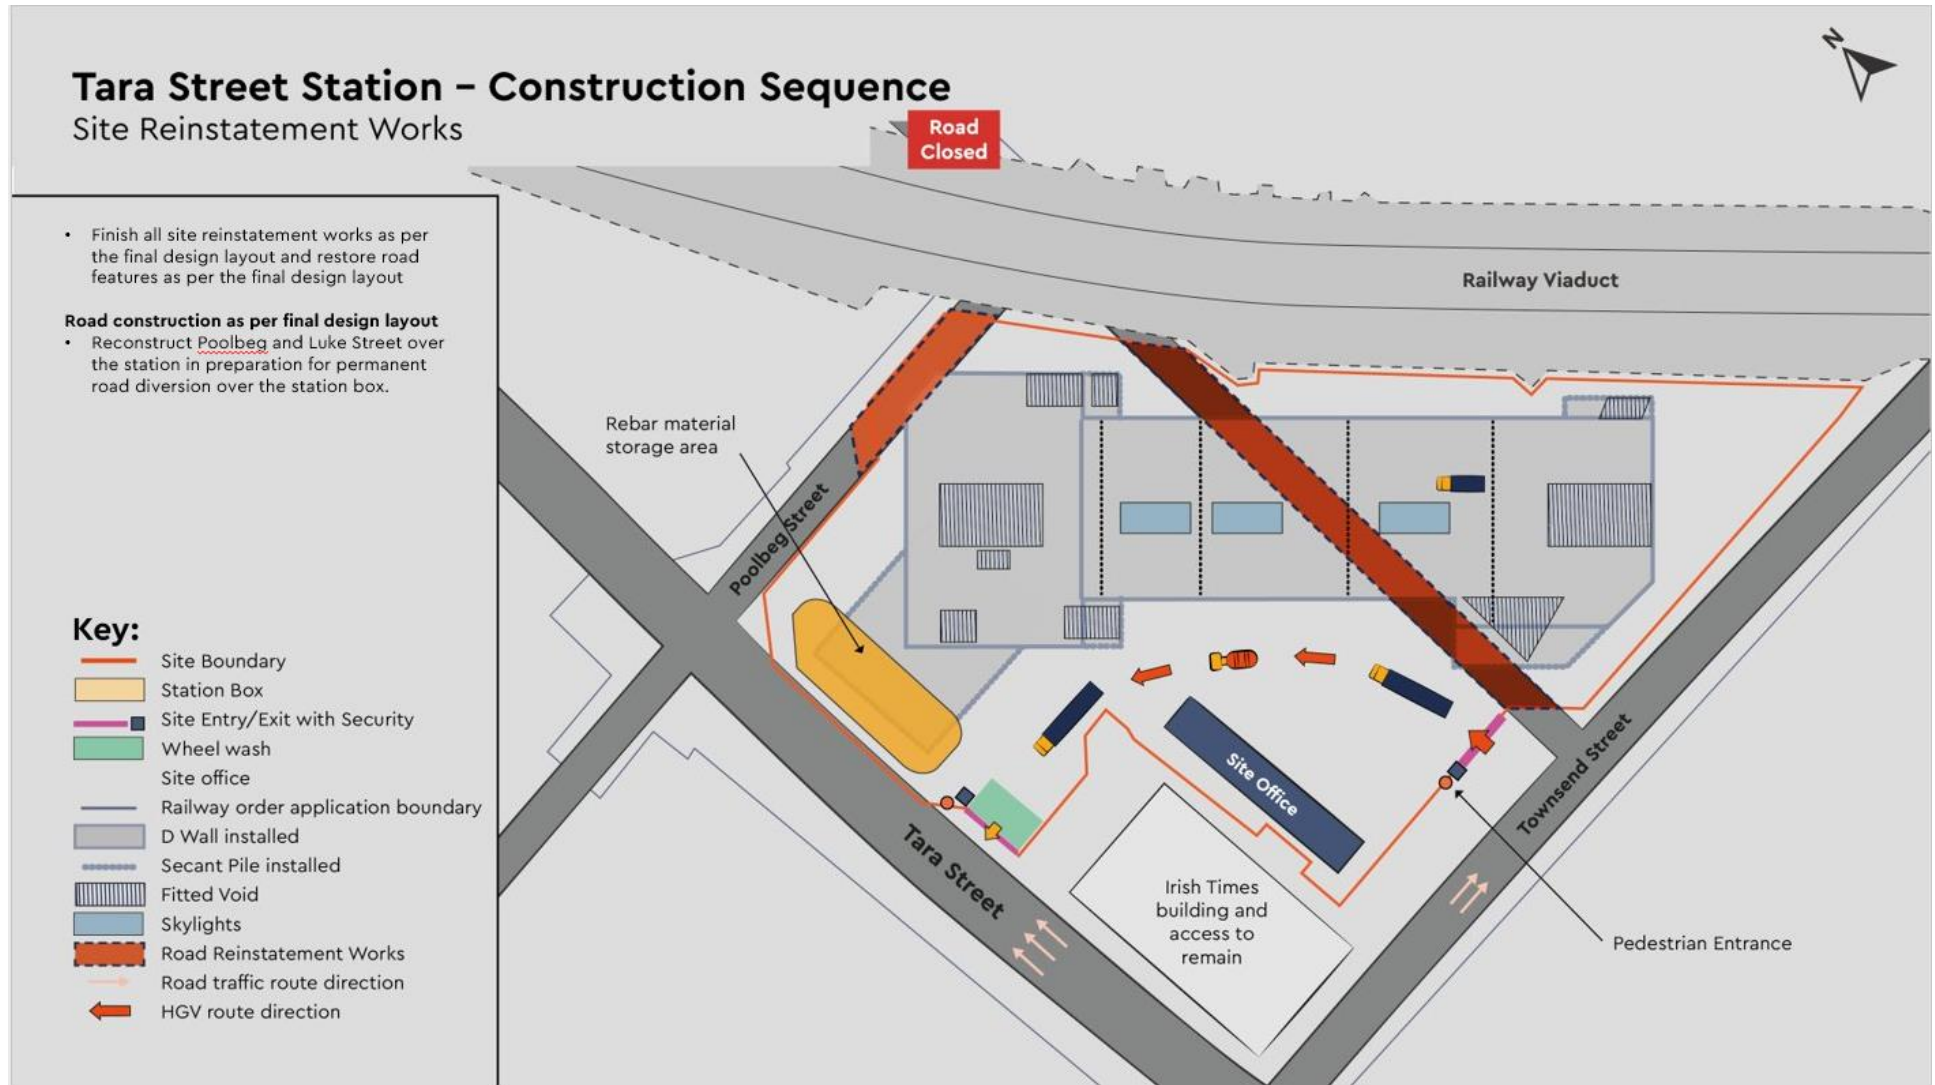 Tara Street Station – Construction Sequence
Site Reinstatement Works
N
Road
Closed
• Finish all site reinstatement works as per
the final design layout and restore road
features as per the final design layout
Road construction as per final design layout
• Reconstruct Poolbeg and Luke Street over
the station in preparation for permanent
road diversion over the station box.
Railway Viaduct
Rebar material
storage area
Poolbeg Street
Site Office
Townsend Street
Tara Street
Irish Times
building and
access to
remain
Pedestrian Entrance
Key:
Site Boundary
Station Box
Site Entry/Exit with Security
Wheel wash
Site office
Railway order application boundary
D Wall installed
Secant Pile installed
Fitted Void
Skylights
Road Reinstatement Works
Road traffic route direction
HGV route direction